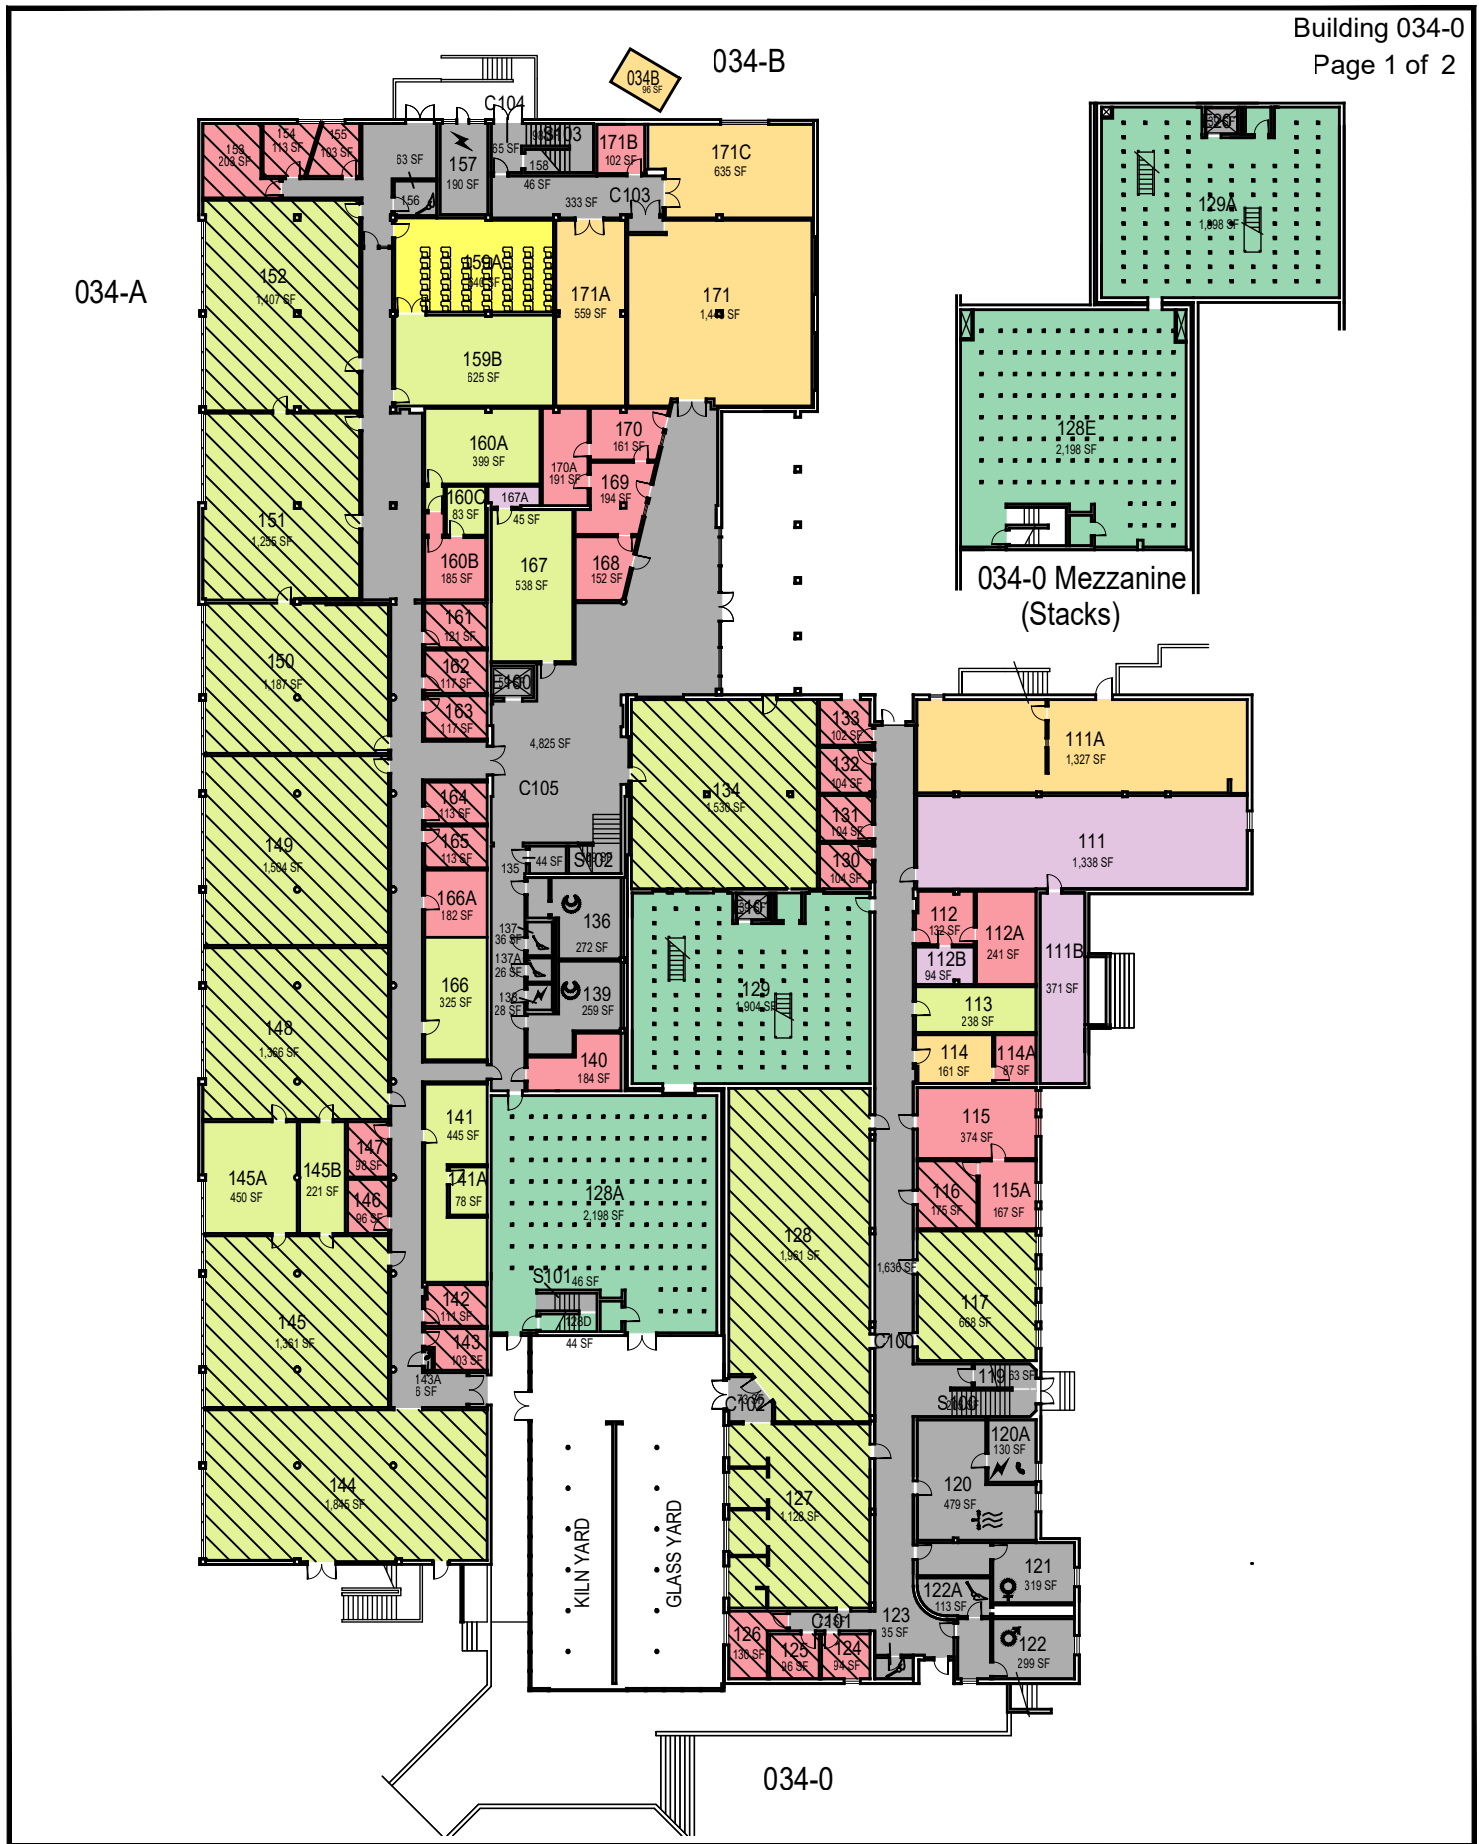 Building 034-0
Page 1 of 2
034-B
034B
96 SF
034-A
C104
153
203 SF
154
113 SF
155
103 SF
63 SF
156
157
190 SF
65 SF
S103
158
46 SF
171B
102 SF
171C
635 SF
333 SF
C103
152
1,407 SF
159A
171A
559 SF
171
159B
625 SF
129A
1,898 SF
128E
2,198 SF
034-0 Mezzanine
(Stacks)
160A
399 SF
170
161 SF
170A
191 SF
169
194 SF
160C
83 SF
167A
45 SF
151
1,255 SF
160B
185 SF
167
538 SF
168
152 SF
161
121 SF
150
1,187 SF
162
117 SF
163
117 SF
4,825 SF
C105
133
102 SF
132
104 SF
134
1,530 SF
131
104 SF
130
104 SF
111A
1,327 SF
111
1,338 SF
164
113 SF
165
113 SF
149
1,504 SF
166A
182 SF
135
44 SF
S102
136
272 SF
137
36 SF
137A
26 SF
138
28 SF
139
259 SF
140
184 SF
129
1,904 SF
112
132 SF
112A
241 SF
112B
94 SF
111B
371 SF
113
238 SF
114
161 SF
114A
87 SF
166
325 SF
148
1,366 SF
141
445 SF
141A
78 SF
147
98 SF
146
96 SF
145A
450 SF
145B
221 SF
128A
2,198 SF
128
1,961 SF
115
374 SF
116
175 SF
115A
167 SF
1,636 SF
117
668 SF
S101
46 SF
128D
44 SF
142
111 SF
143
103 SF
143A
6 SF
145
1,361 SF
C100
119
63 SF
S100
C102
73 SF
120A
130 SF
120
479 SF
144
1,845 SF
127
1,128 SF
KILN YARD
GLASS YARD
121
319 SF
122A
113 SF
123
35 SF
122
299 SF
C101
126
130 SF
125
96 SF
124
94 SF
034-0